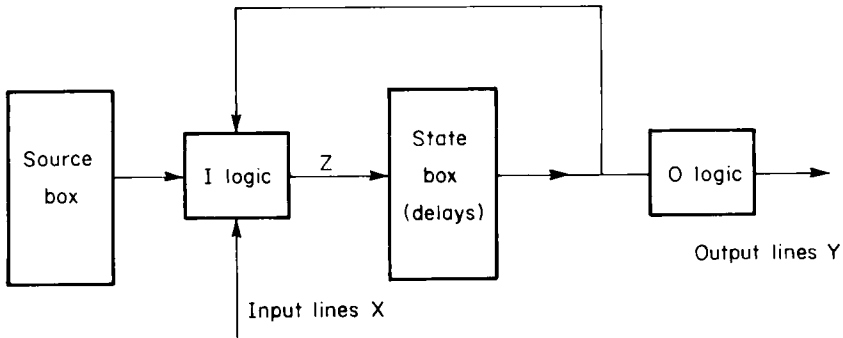 Source
box
I logic
Z
State
box
(delays)
O logic
Input lines X
Output lines Y